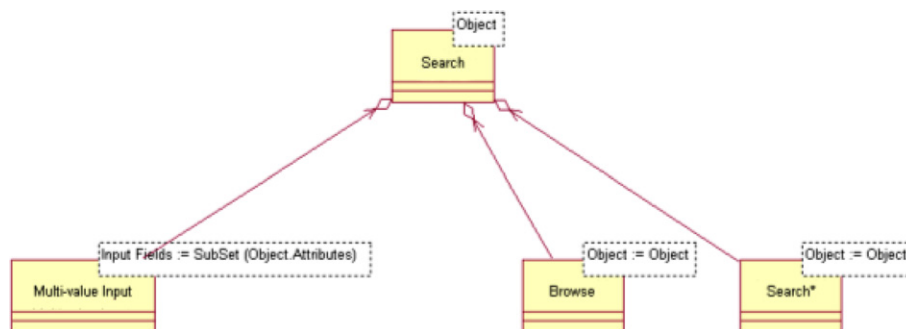 Object
Search
Input Fields := SubSet (Object.Attributes)
Object := Object
Object := Object
Multi-value Input
Browse
Search*